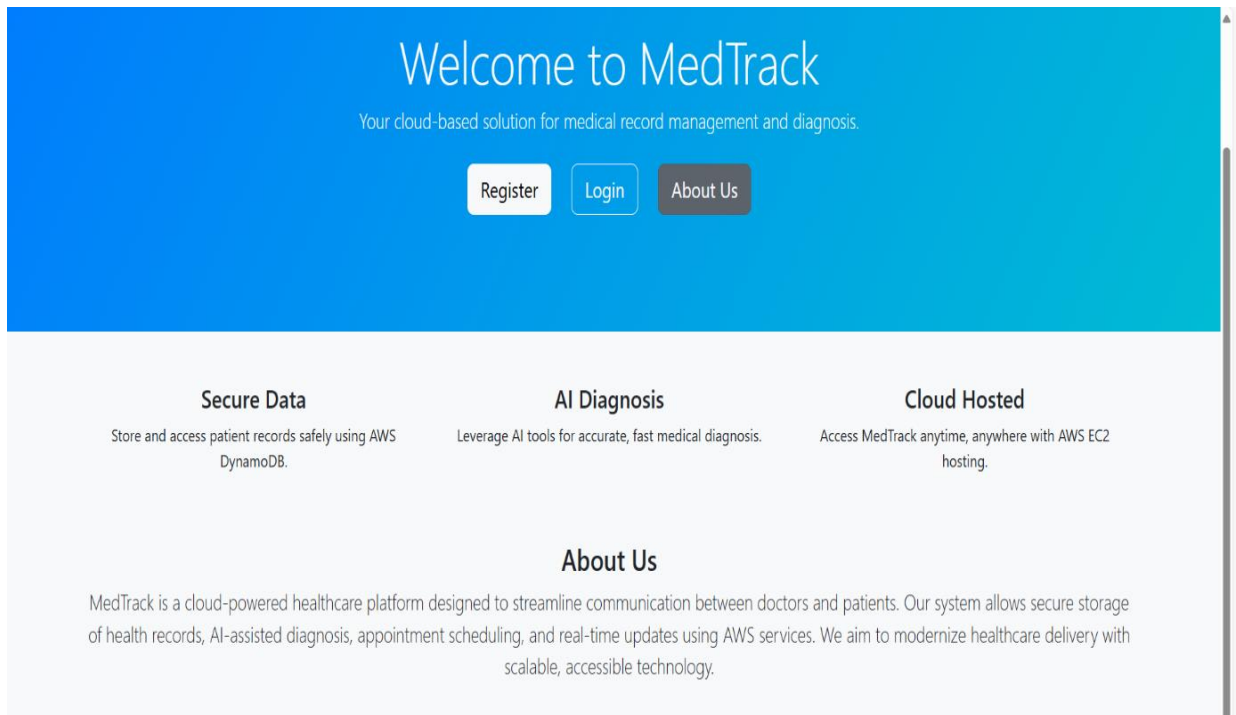 Welcome to MedTrack
Your cloud-based solution for medical record management and diagnosis.
Register
Login
About Us
Secure Data
Store and access patient records safely using AWS
DynamoDB.
AI Diagnosis
Leverage AI tools for accurate, fast medical diagnosis.
Cloud Hosted
Access MedTrack anytime, anywhere with AWS EC2
hosting.
About Us
MedTrack is a cloud-powered healthcare platform designed to streamline communication between doctors and patients. Our system allows secure storage
of health records, AI-assisted diagnosis, appointment scheduling, and real-time updates using AWS services. We aim to modernize healthcare delivery with
scalable, accessible technology.